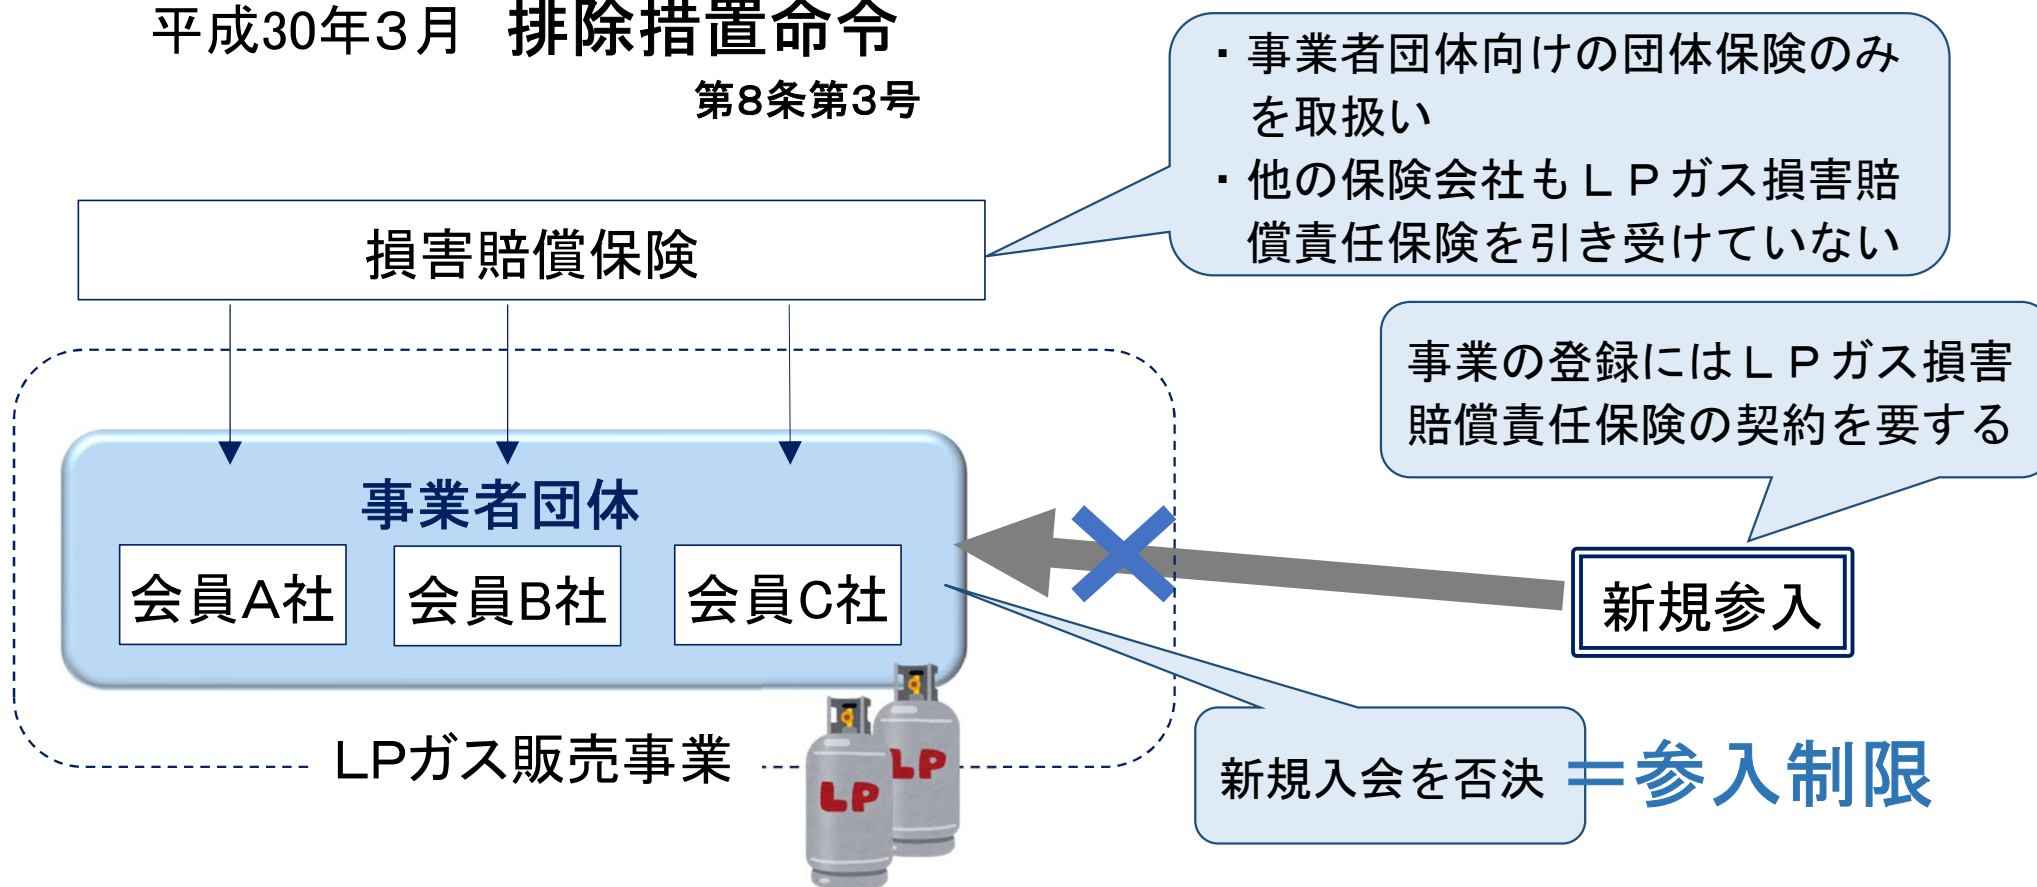 平成30年３月　排除措置命令
第8条第3号
・事業者団体向けの団体保険のみ
を取扱い
・他の保険会社もＬＰガス損害賠
償責任保険を引き受けていない
損害賠償保険
事業の登録にはＬＰガス損害
賠償責任保険の契約を要する
事業者団体
会員A社
会員B社
会員C社
新規参入
LPガス販売事業
LP
LP
新規入会を否決
＝参入制限